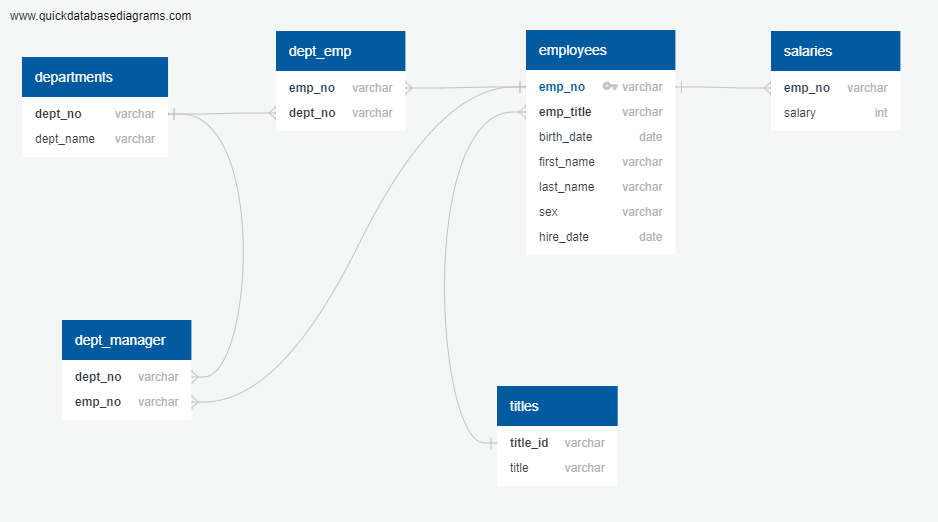 www.quickdatabasediagrams.com
departments
dept_no varchar
dept_name varchar
dept_emp
emp_no varchar
dept_no varchar
employees
emp_no varchar
emp_title varchar
birth_date date
first_name varchar
last_name varchar
sex varchar
hire_date date
salaries
emp_no varchar
salary int
dept_manager
dept_no varchar
emp_no varchar
titles
title_id varchar
title varchar